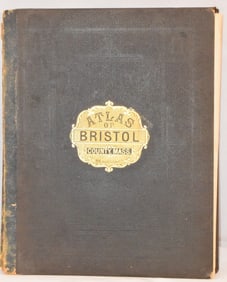 ATLAS
OF
BRISTOL
COUNTY, MASS.